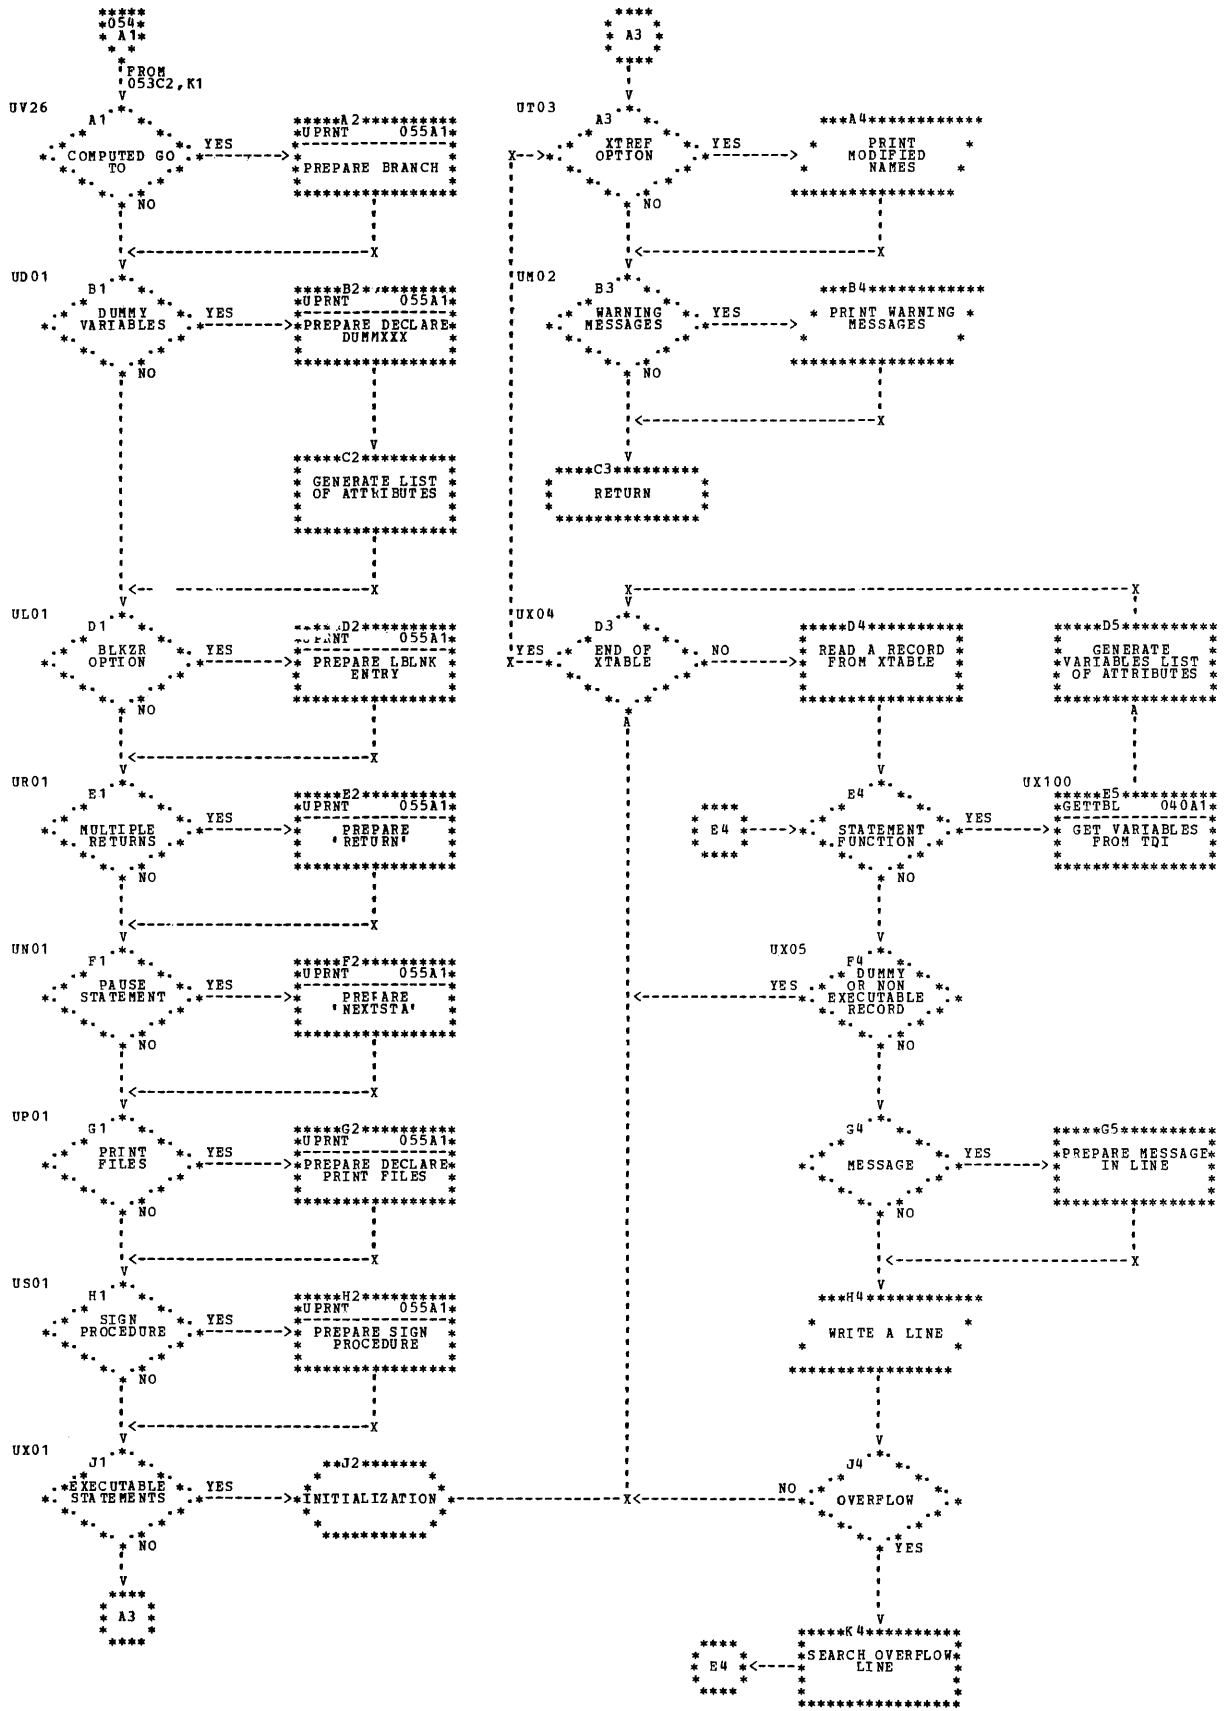 054
A1
FROM
053C2,K1
UV26
A1
COMPUTED GO
TO
YES
NO
A2
UPRNT 055A1
PREPARE BRANCH
UD01
B1
DUMMY
VARIABLES
YES
NO
B2
UPRNT 055A1
PREPARE DECLARE
DUMMXXX
C2
GENERATE LIST
OF ATTRIBUTES
UL01
D1
BLKZR
OPTION
YES
NO
D2
UPRNT 055A1
PREPARE LBLNK
ENTRY
UR01
E1
MULTIPLE
RETURNS
YES
NO
E2
UPRNT 055A1
PREPARE
'RETURN'
UN01
F1
PAUSE
STATEMENT
YES
NO
F2
UPRNT 055A1
PREPARE
'NEXTSTA'
UP01
G1
PRINT
FILES
YES
NO
G2
UPRNT 055A1
PREPARE DECLARE
PRINT FILES
US01
H1
SIGN
PROCEDURE
YES
NO
H2
UPRNT 055A1
PREPARE SIGN
PROCEDURE
UX01
J1
EXECUTABLE
STATEMENTS
YES
NO
J2
INITIALIZATION
A3
A3
UT03
A3
XTREF
OPTION
YES
NO
A4
PRINT
MODIFIED
NAMES
UM02
B3
WARNING
MESSAGES
YES
NO
B4
PRINT WARNING
MESSAGES
C3
RETURN
UX04
D3
END OF
XTABLE
YES
NO
D4
READ A RECORD
FROM XTABLE
D5
GENERATE
VARIABLES LIST
OF ATTRIBUTES
E4
E4
STATEMENT
FUNCTION
YES
NO
UX100
E5
GETTBL 040A1
GET VARIABLES
FROM TQI
UX05
F4
DUMMY
OR NON
EXECUTABLE
RECORD
YES
NO
G4
MESSAGE
YES
NO
G5
PREPARE MESSAGE
IN LINE
H4
WRITE A LINE
J4
OVERFLOW
NO
YES
K4
SEARCH OVERFLOW
LINE
E4